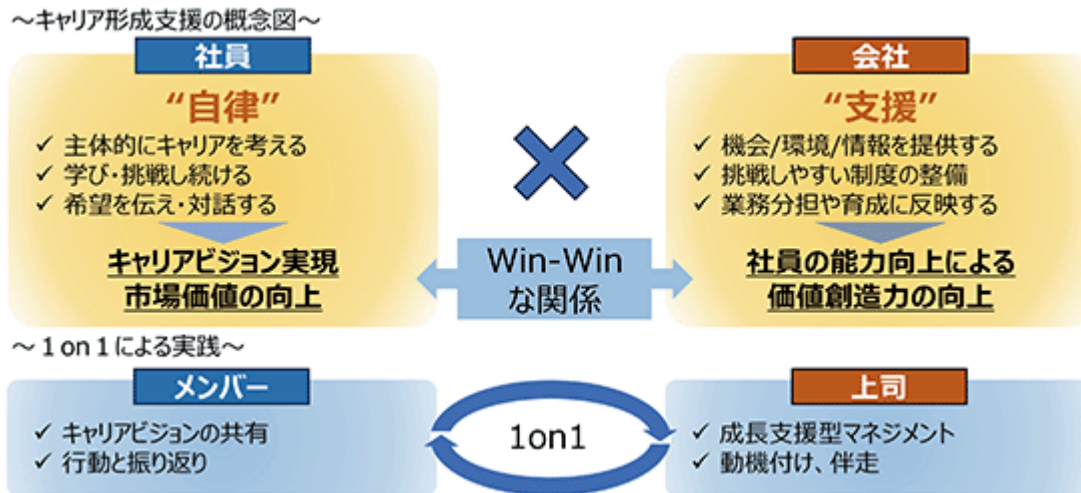 ～キャリア形成支援の概念図～
社員
“自律”
✓ 主体的にキャリアを考える
✓ 学び・挑戦し続ける
✓ 希望を伝え・対話する
キャリアビジョン実現
市場価値の向上
会社
“支援”
✓ 機会/環境/情報を提供する
✓ 挑戦しやすい制度の整備
✓ 業務分担や育成に反映する
社員の能力向上による
価値創造力の向上
Win-Win
な関係
～１on１による実践～
メンバー
✓ キャリアビジョンの共有
✓ 行動と振り返り
1on1
上司
✓ 成長支援型マネジメント
✓ 動機付け、伴走